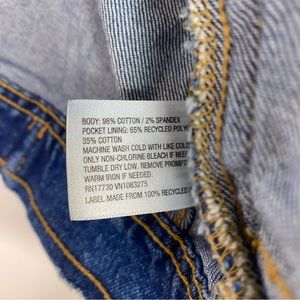 BODY: 98% COTTON / 2% SPANDEX
POCKET LINING: 65% RECYCLED POLYE
35% COTTON
MACHINE WASH COLD WITH LIKE COLO
ONLY NON-CHLORINE BLEACH IF NEED
TUMBLE DRY LOW. REMOVE PROMPT
WARM IRON IF NEEDED.
RN17730 VN1083275
LABEL MADE FROM 100% RECYCLED P